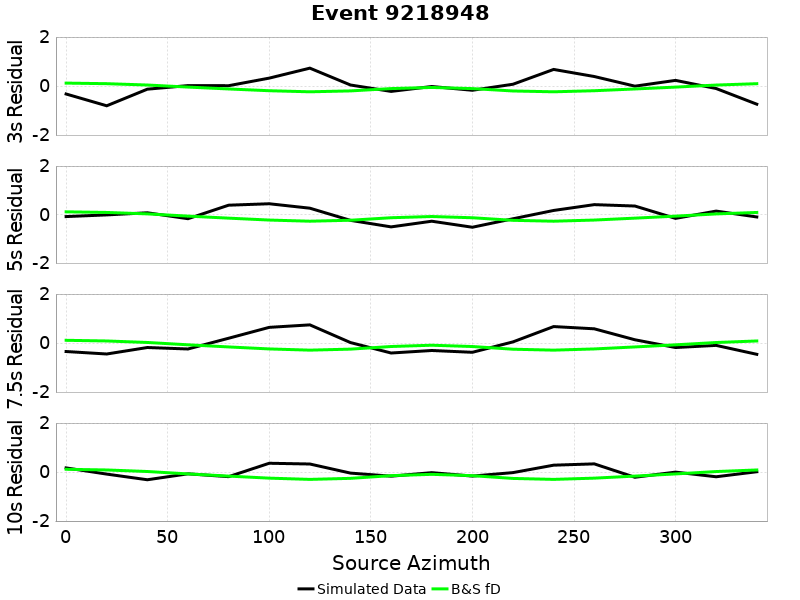 Event 9218948
3s Residual
2
0
-2
5s Residual
2
0
-2
7.5s Residual
2
0
-2
10s Residual
2
0
-2
0 50 100 150 200 250 300
Source Azimuth
Simulated Data B&S fD